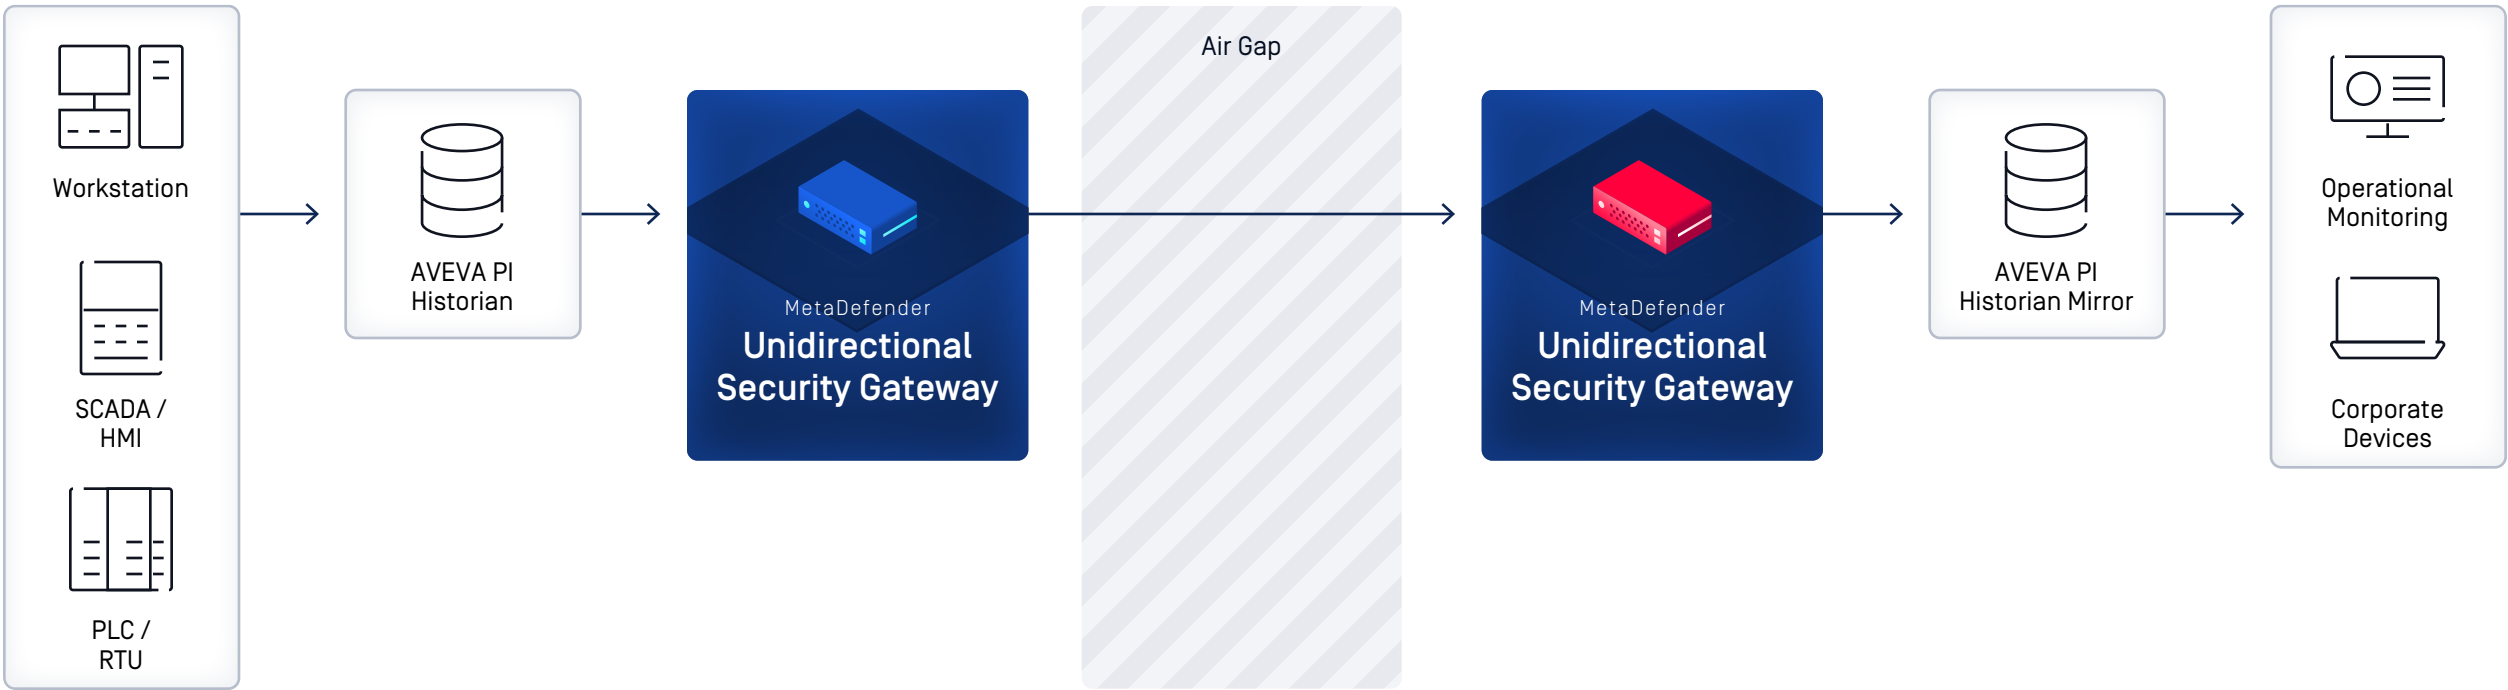 Workstation
SCADA /
HMI
PLC /
RTU
AVEVA PI
Historian
MetaDefender
Unidirectional
Security Gateway
Air Gap
MetaDefender
Unidirectional
Security Gateway
AVEVA PI
Historian Mirror
Operational
Monitoring
Corporate
Devices